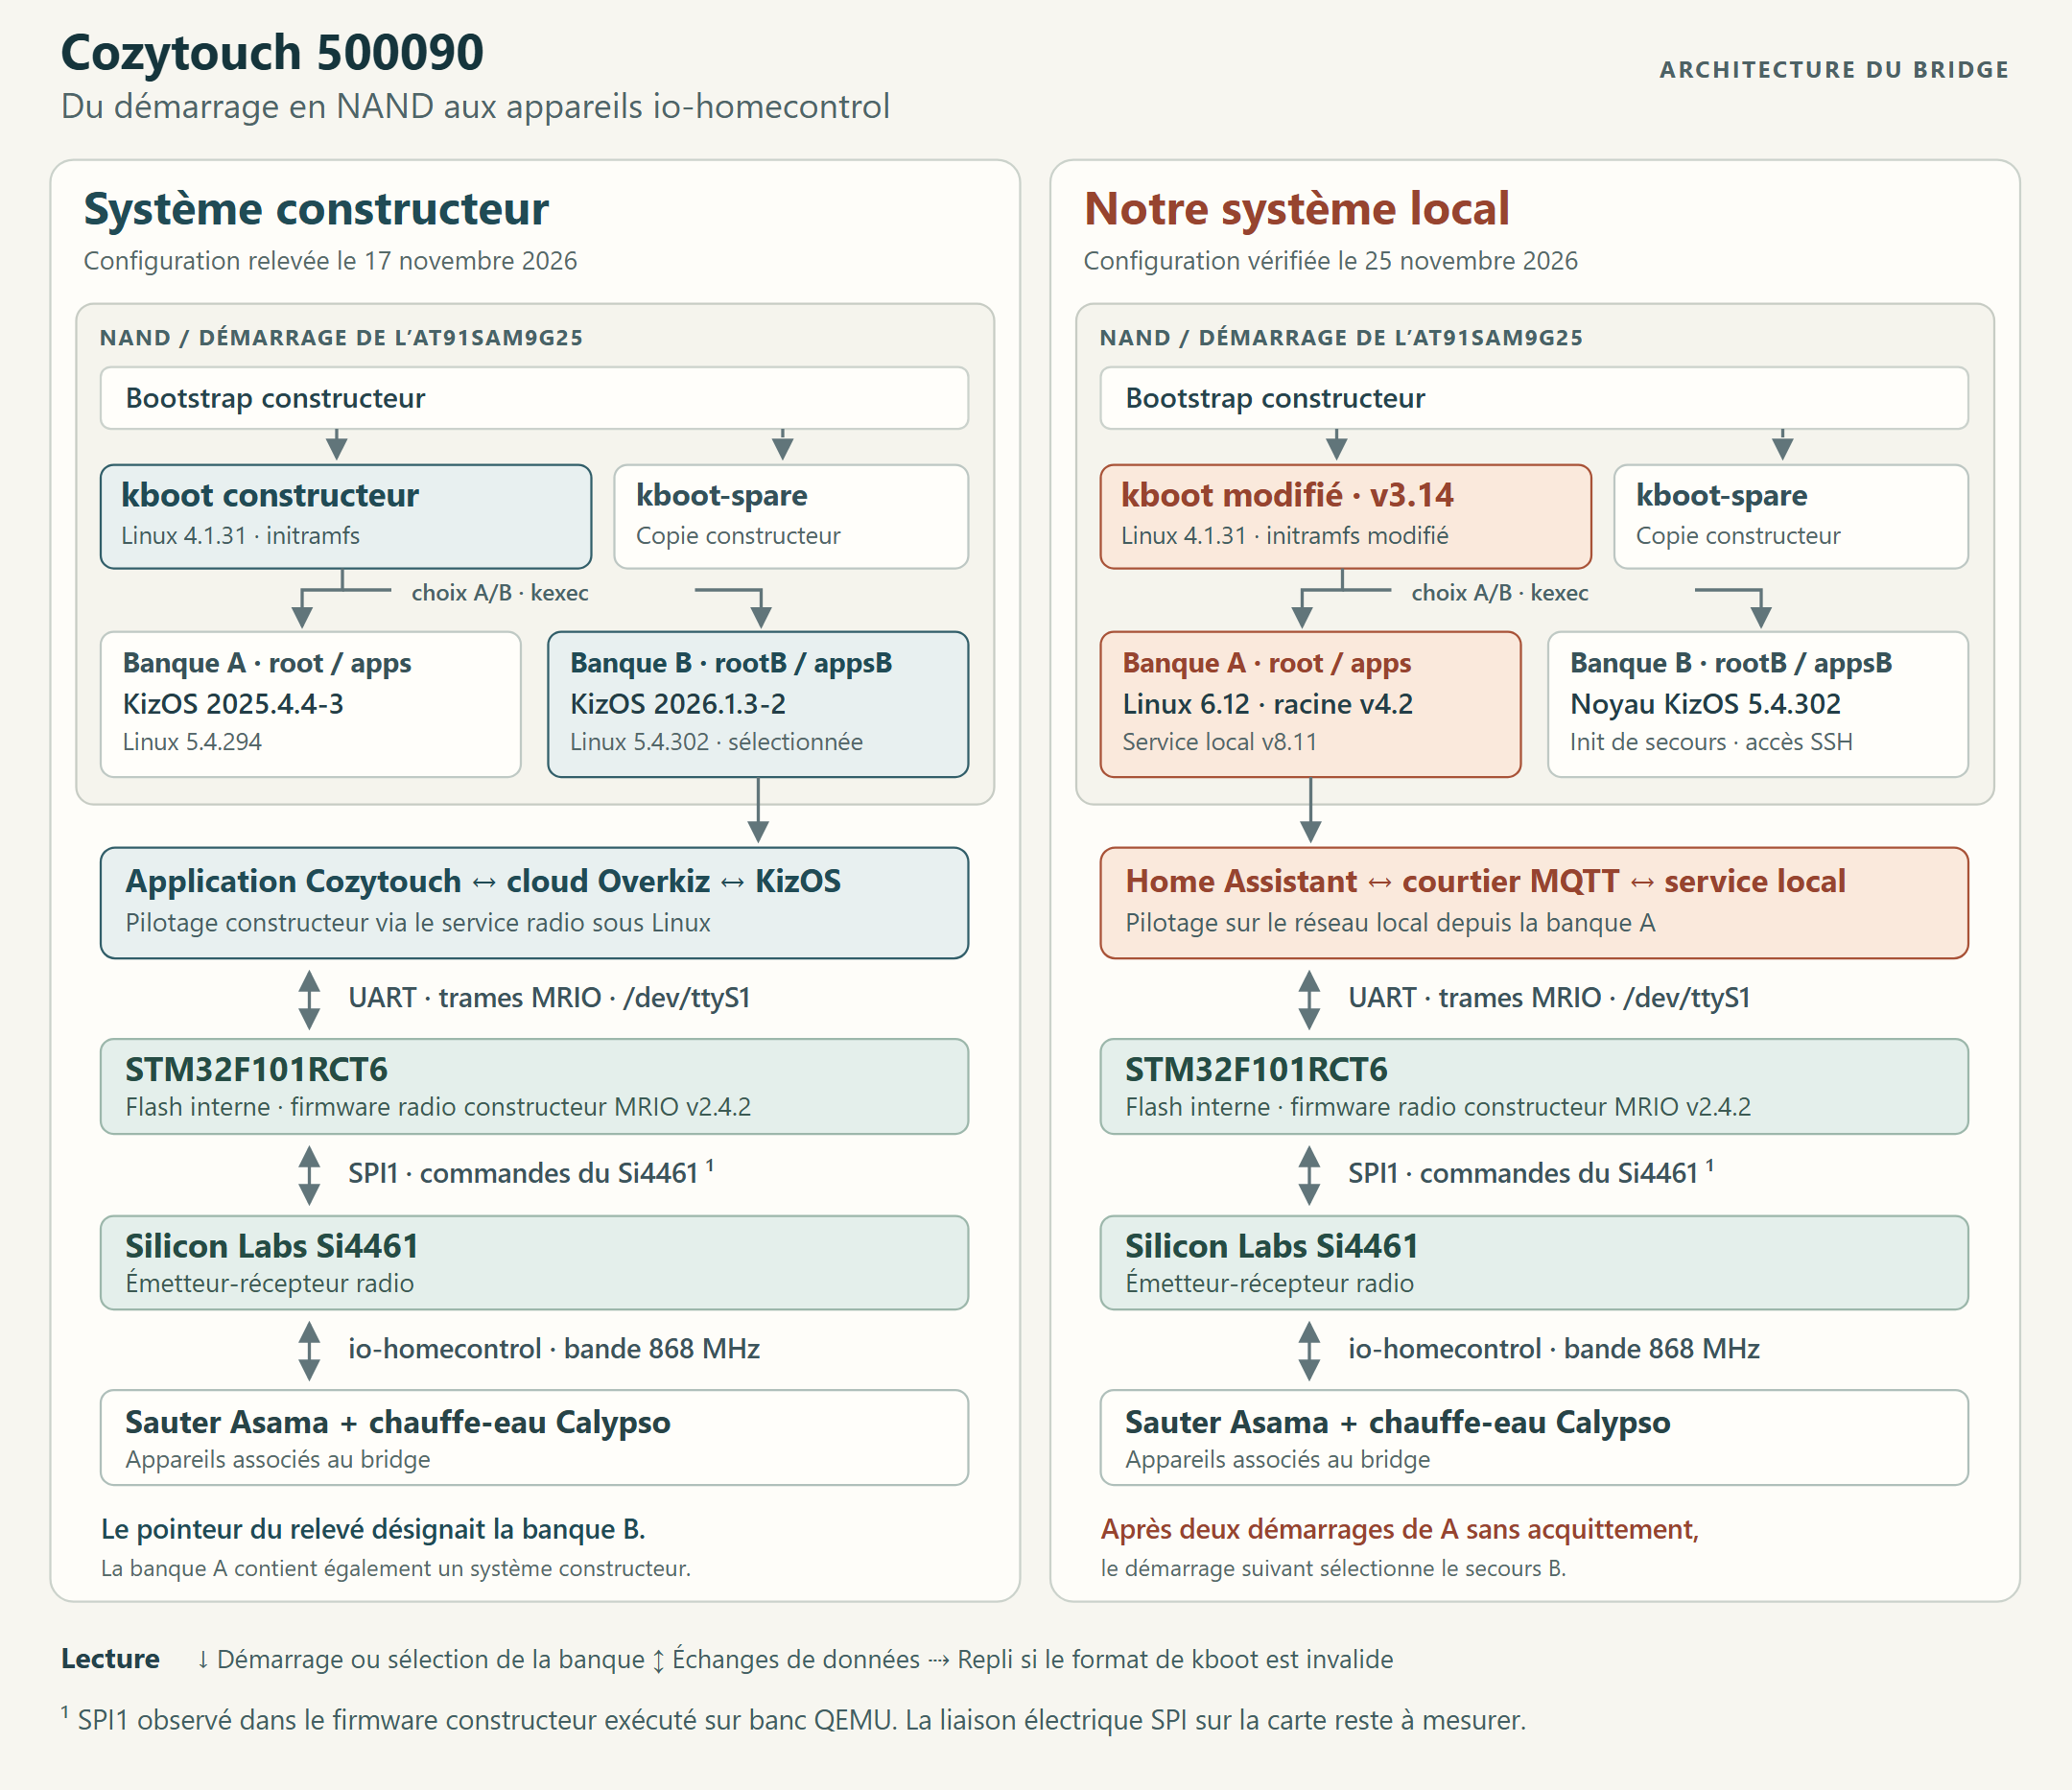 Cozytouch 500090
Du démarrage en NAND aux appareils io-homecontrol
ARCHITECTURE DU BRIDGE
Système constructeur
Configuration relevée le 17 novembre 2026
NAND / DÉMARRAGE DE L’AT91SAM9G25
Bootstrap constructeur
kboot constructeur
Linux 4.1.31 · initramfs
kboot-spare
Copie constructeur
choix A/B · kexec
Banque A · root / apps
KizOS 2025.4.4-3
Linux 5.4.294
Banque B · rootB / appsB
KizOS 2026.1.3-2
Linux 5.4.302 · sélectionnée
Application Cozytouch ↔ cloud Overkiz ↔ KizOS
Pilotage constructeur via le service radio sous Linux
UART · trames MRIO · /dev/ttyS1
STM32F101RCT6
Flash interne · firmware radio constructeur MRIO v2.4.2
SPI1 · commandes du Si4461 ¹
Silicon Labs Si4461
Émetteur-récepteur radio
io-homecontrol · bande 868 MHz
Sauter Asama + chauffe-eau Calypso
Appareils associés au bridge
Le pointeur du relevé désignait la banque B.
La banque A contient également un système constructeur.
Notre système local
Configuration vérifiée le 25 novembre 2026
NAND / DÉMARRAGE DE L’AT91SAM9G25
Bootstrap constructeur
kboot modifié · v3.14
Linux 4.1.31 · initramfs modifié
kboot-spare
Copie constructeur
choix A/B · kexec
Banque A · root / apps
Linux 6.12 · racine v4.2
Service local v8.11
Banque B · rootB / appsB
Noyau KizOS 5.4.302
Init de secours · accès SSH
Home Assistant ↔ courtier MQTT ↔ service local
Pilotage sur le réseau local depuis la banque A
UART · trames MRIO · /dev/ttyS1
STM32F101RCT6
Flash interne · firmware radio constructeur MRIO v2.4.2
SPI1 · commandes du Si4461 ¹
Silicon Labs Si4461
Émetteur-récepteur radio
io-homecontrol · bande 868 MHz
Sauter Asama + chauffe-eau Calypso
Appareils associés au bridge
Après deux démarrages de A sans acquittement,
le démarrage suivant sélectionne le secours B.
Lecture ↓ Démarrage ou sélection de la banque ↕ Échanges de données ⇢ Repli si le format de kboot est invalide
¹ SPI1 observé dans le firmware constructeur exécuté sur banc QEMU. La liaison électrique SPI sur la carte reste à mesurer.